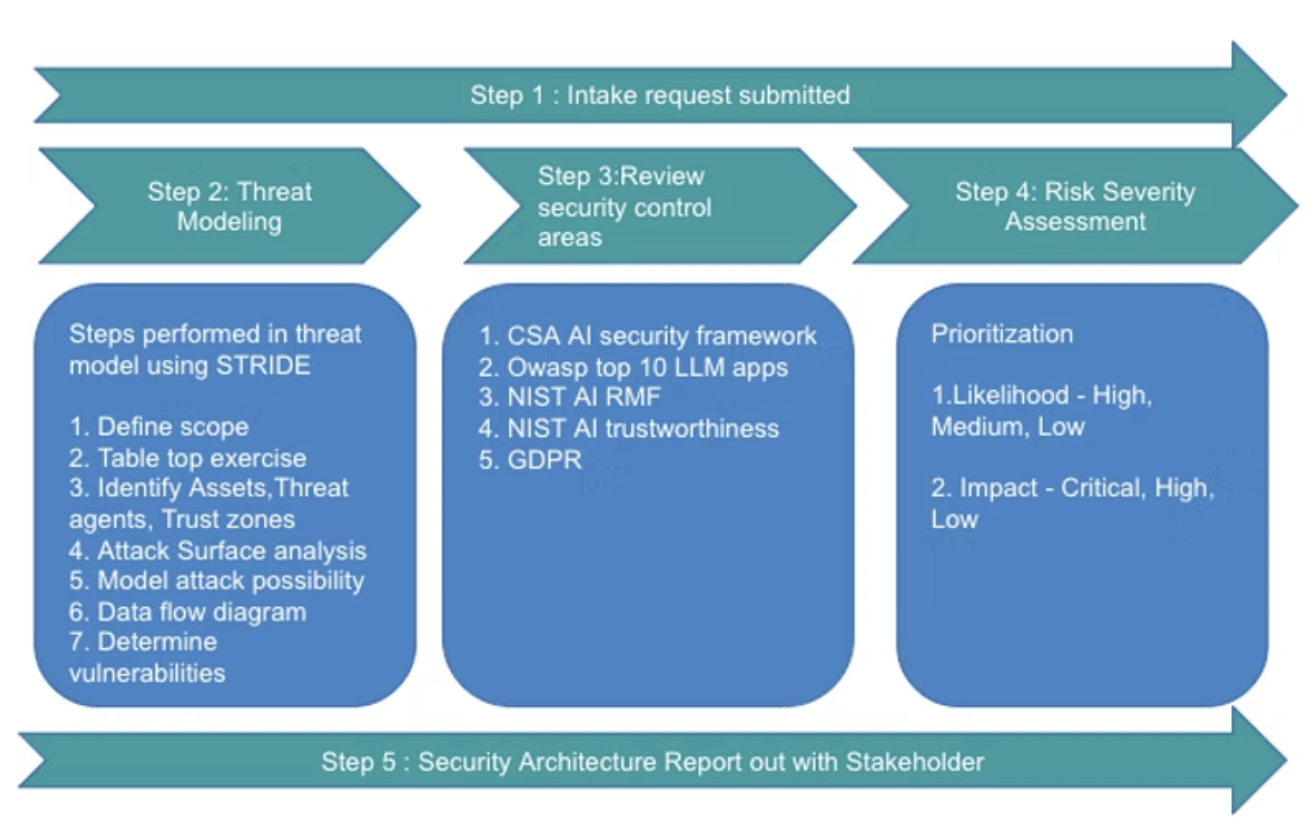 Step 1 : Intake request submitted
Step 2: Threat
Modeling
Step 3:Review
security control
areas
Step 4: Risk Severity
Assessment
Steps performed in threat
model using STRIDE
1. Define scope
2. Table top exercise
3. Identify Assets,Threat
agents, Trust zones
4. Attack Surface analysis
5. Model attack possibility
6. Data flow diagram
7. Determine
vulnerabilities
1. CSA AI security framework
2. Owasp top 10 LLM apps
3. NIST AI RMF
4. NIST AI trustworthiness
5. GDPR
Prioritization
1.Likelihood - High,
Medium, Low
2. Impact - Critical, High,
Low
Step 5 : Security Architecture Report out with Stakeholder